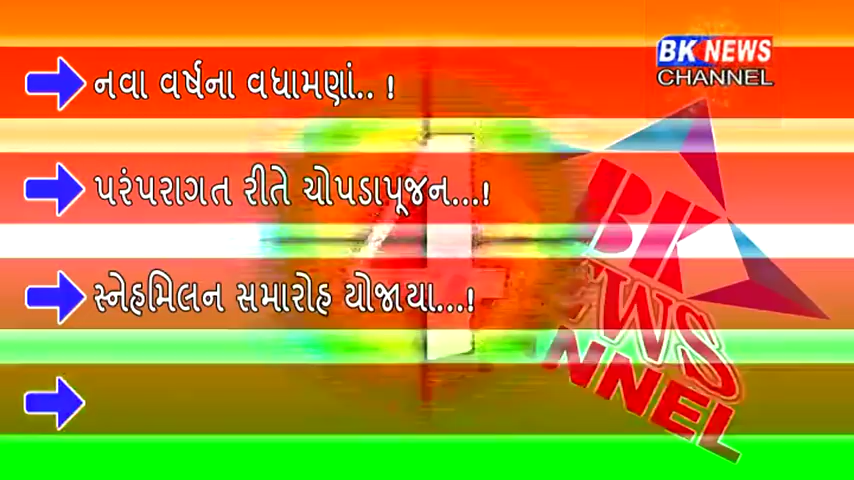 BK NEWS
CHANNEL
નવા વર્ષના વધામણાં.. !
પરંપરાગત રીતે ચોપડાપૂજન...!
સ્નેહમિલન સમારોહ યોજાયા...!
4
BK
NEWS
CHANNEL